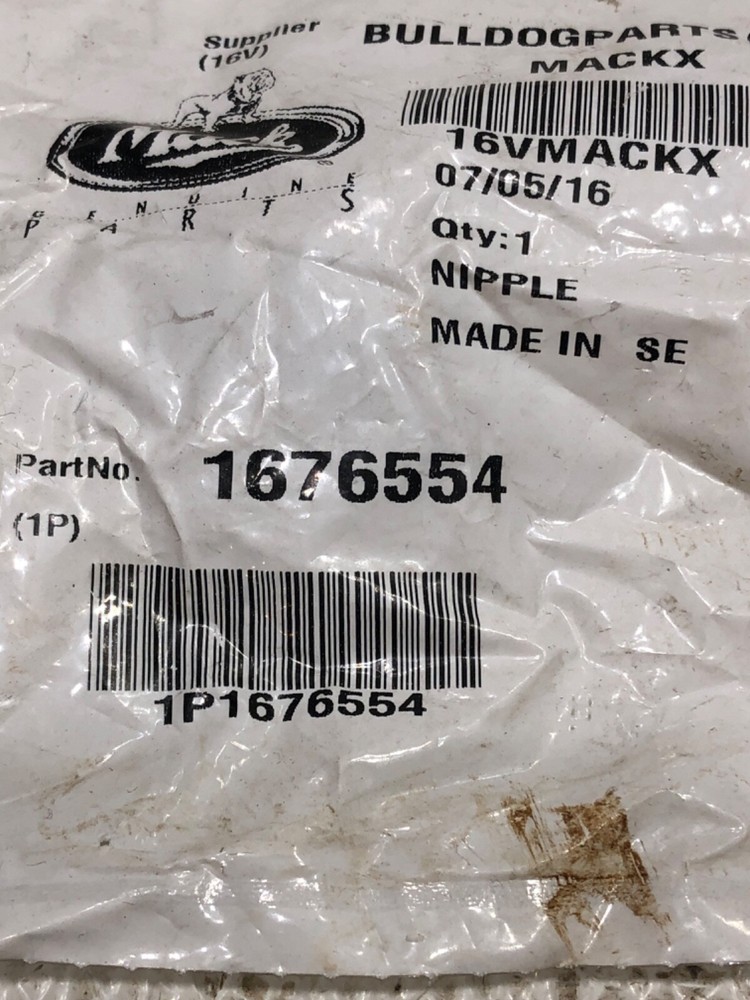 Supplier
(16V)
Mack
GENUINE
PARTS
BULLDOGPARTS
MACKX
16VMACKX
07/05/16
Qty:1
NIPPLE
MADE IN SE
PartNo. 1676554
(1P)
1P1676554